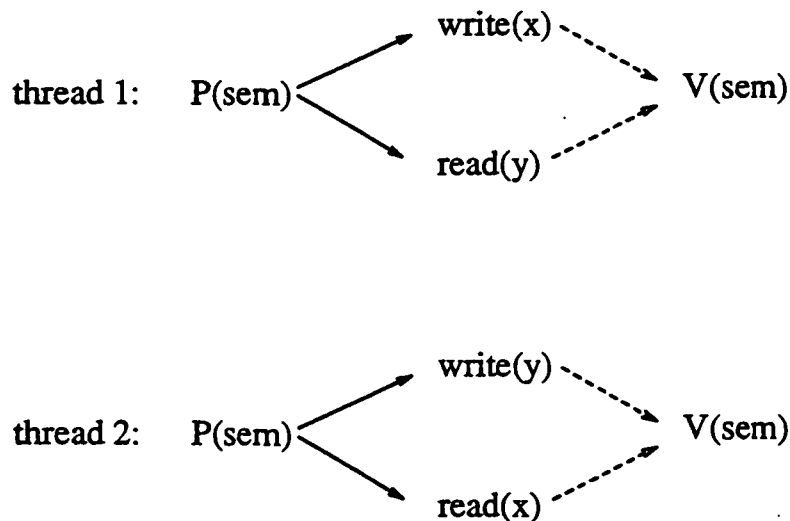 write(x)
thread 1: P(sem) V(sem)
read(y)
write(y)
thread 2: P(sem) V(sem)
read(x)